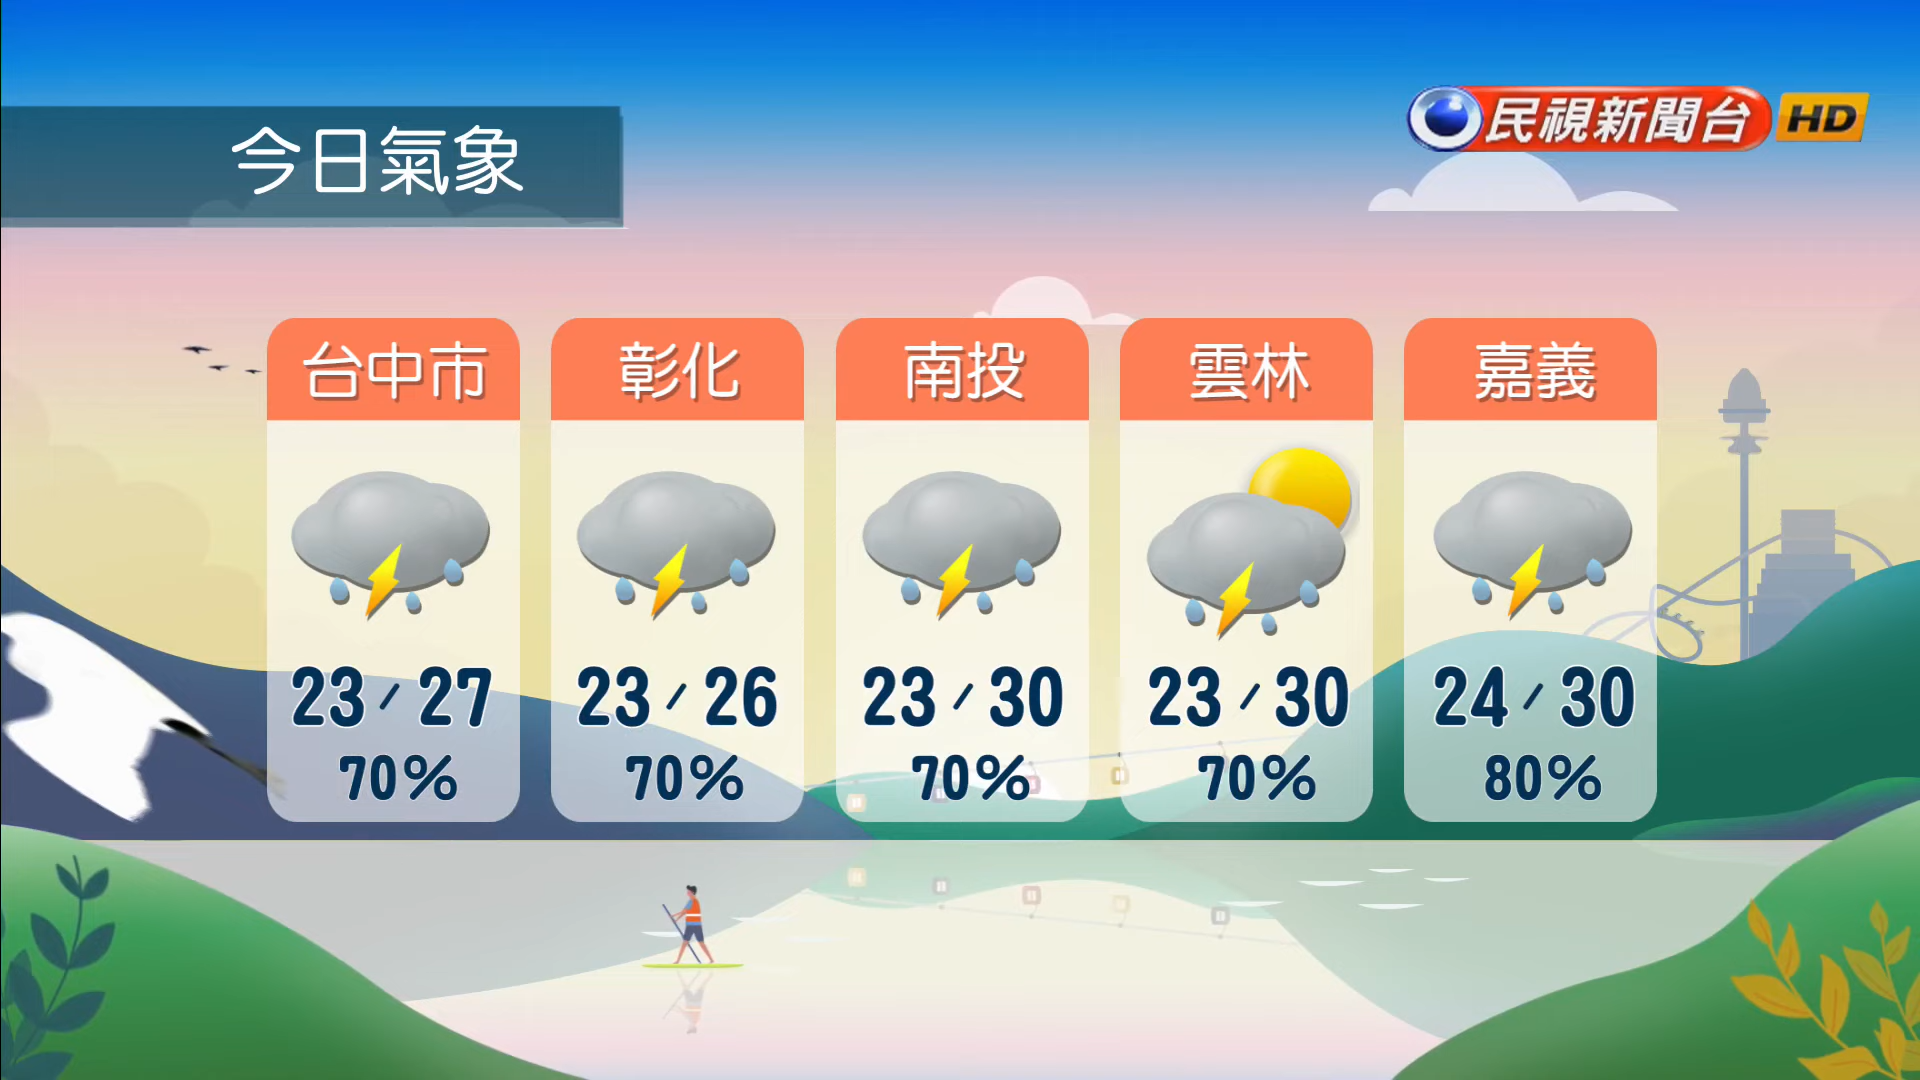 今日氣象
民視新聞台 HD
台中市 彰化 南投 雲林 嘉義
23/27 23/26 23/30 23/30 24/30
70% 70% 70% 70% 80%